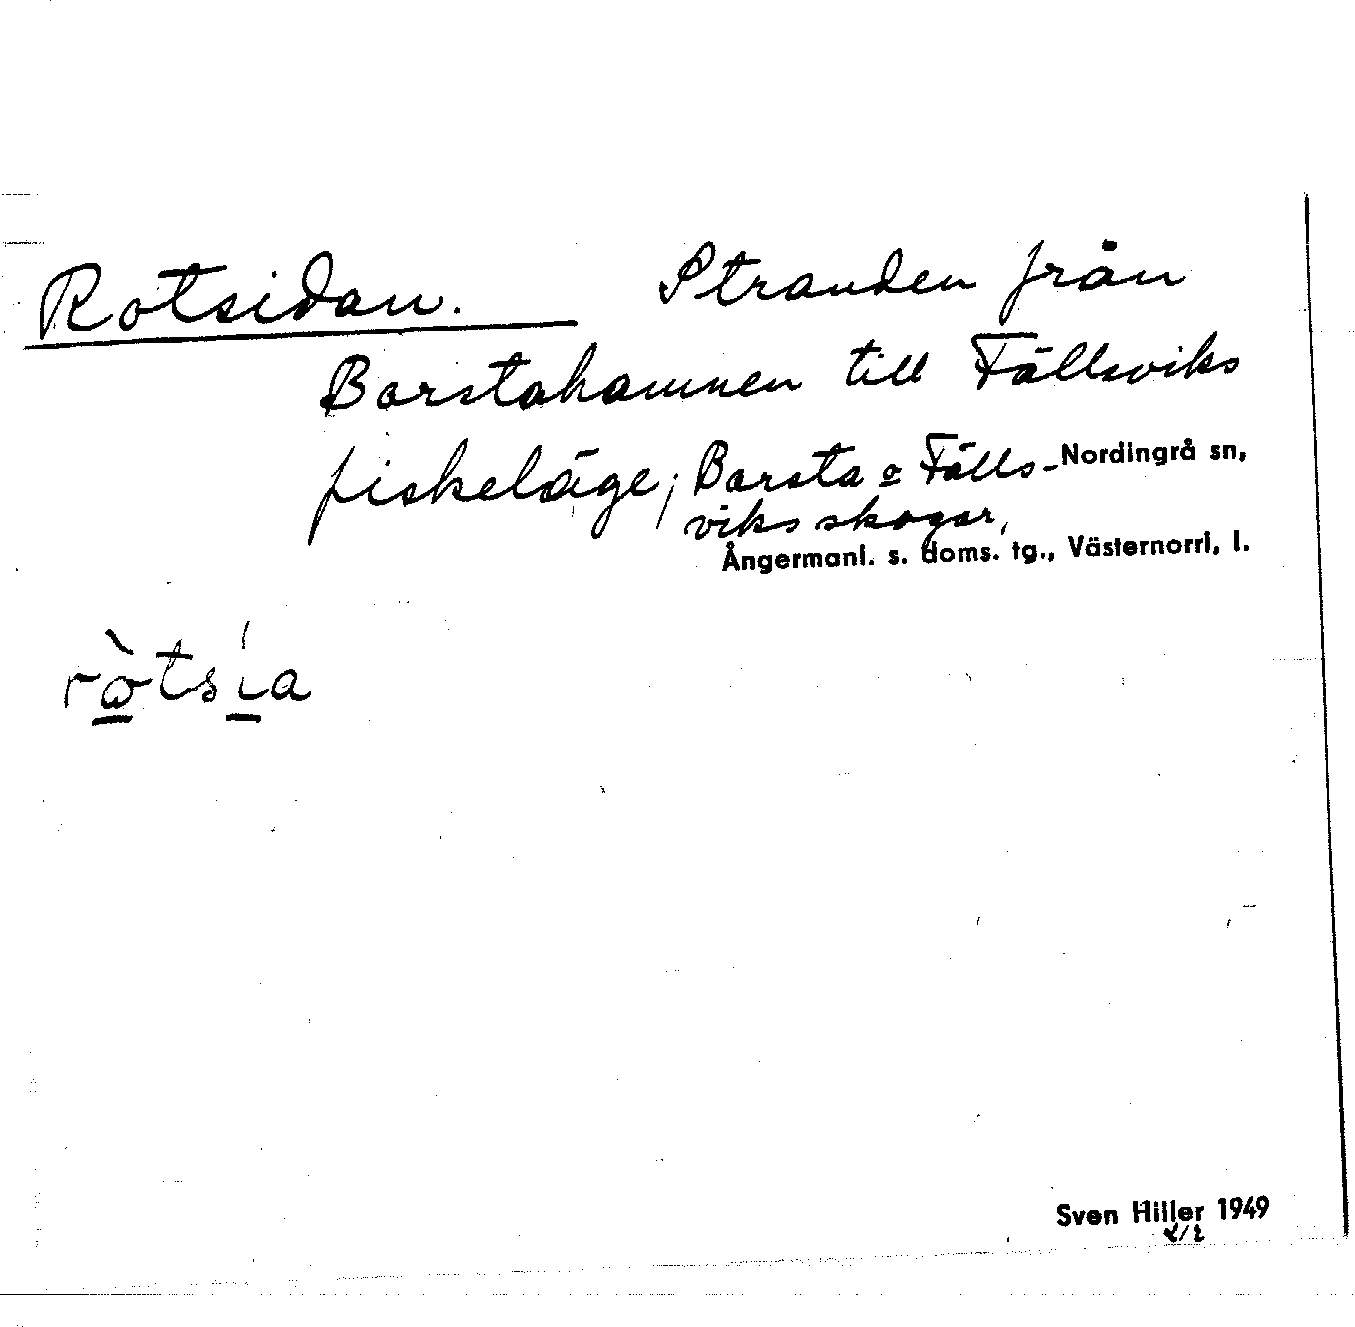 Rotsidan. Stranden från
Barstahamnen till Fällsviks
fiskeläge; Barsta o Fälls- Nordingrå sn,
viks skogar,
Ångermanl. s. doms. tg., Västernorrl. l.
ròtsía
Sven Hiller 1949